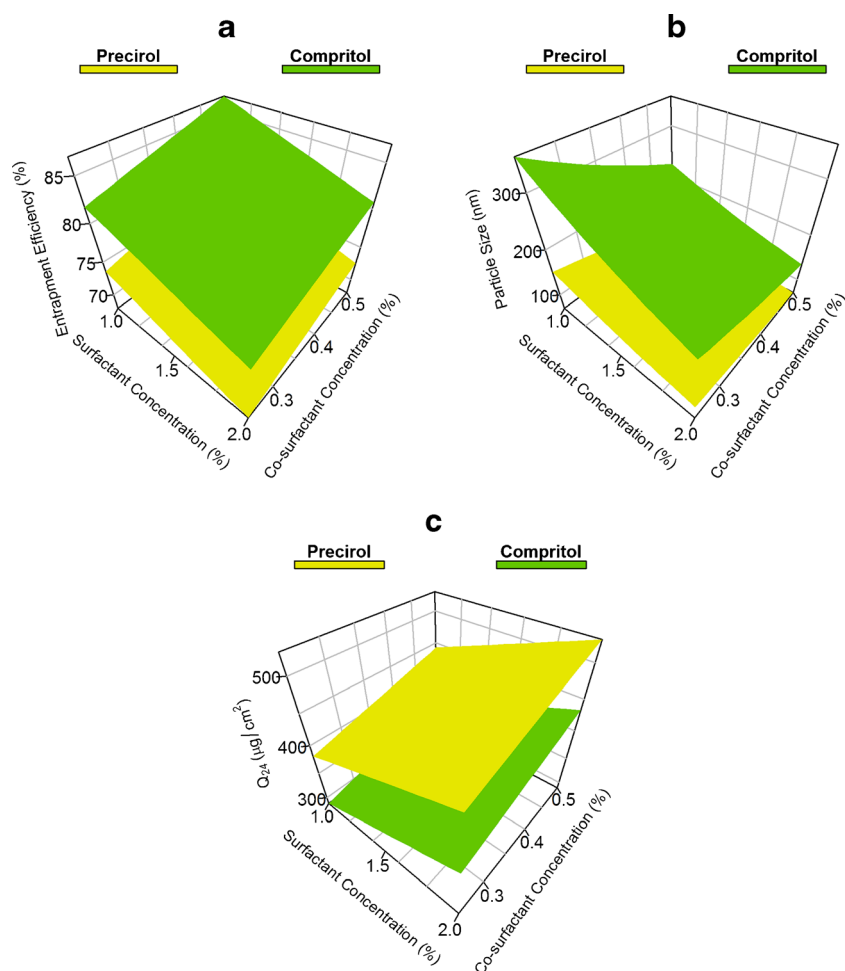 a
Precirol Compritol
Entrapment Efficiency (%)
85
80
75
70
1.0
1.5
2.0
Surfactant Concentration (%)
0.3
0.4
0.5
Co-surfactant Concentration (%)
b
Precirol Compritol
Particle Size (nm)
300
200
100
1.0
1.5
2.0
Surfactant Concentration (%)
0.3
0.4
0.5
Co-surfactant Concentration (%)
c
Precirol Compritol
Q₂₄ (µg/cm²)
500
400
300
1.0
1.5
2.0
Surfactant Concentration (%)
0.3
0.4
0.5
Co-surfactant Concentration (%)